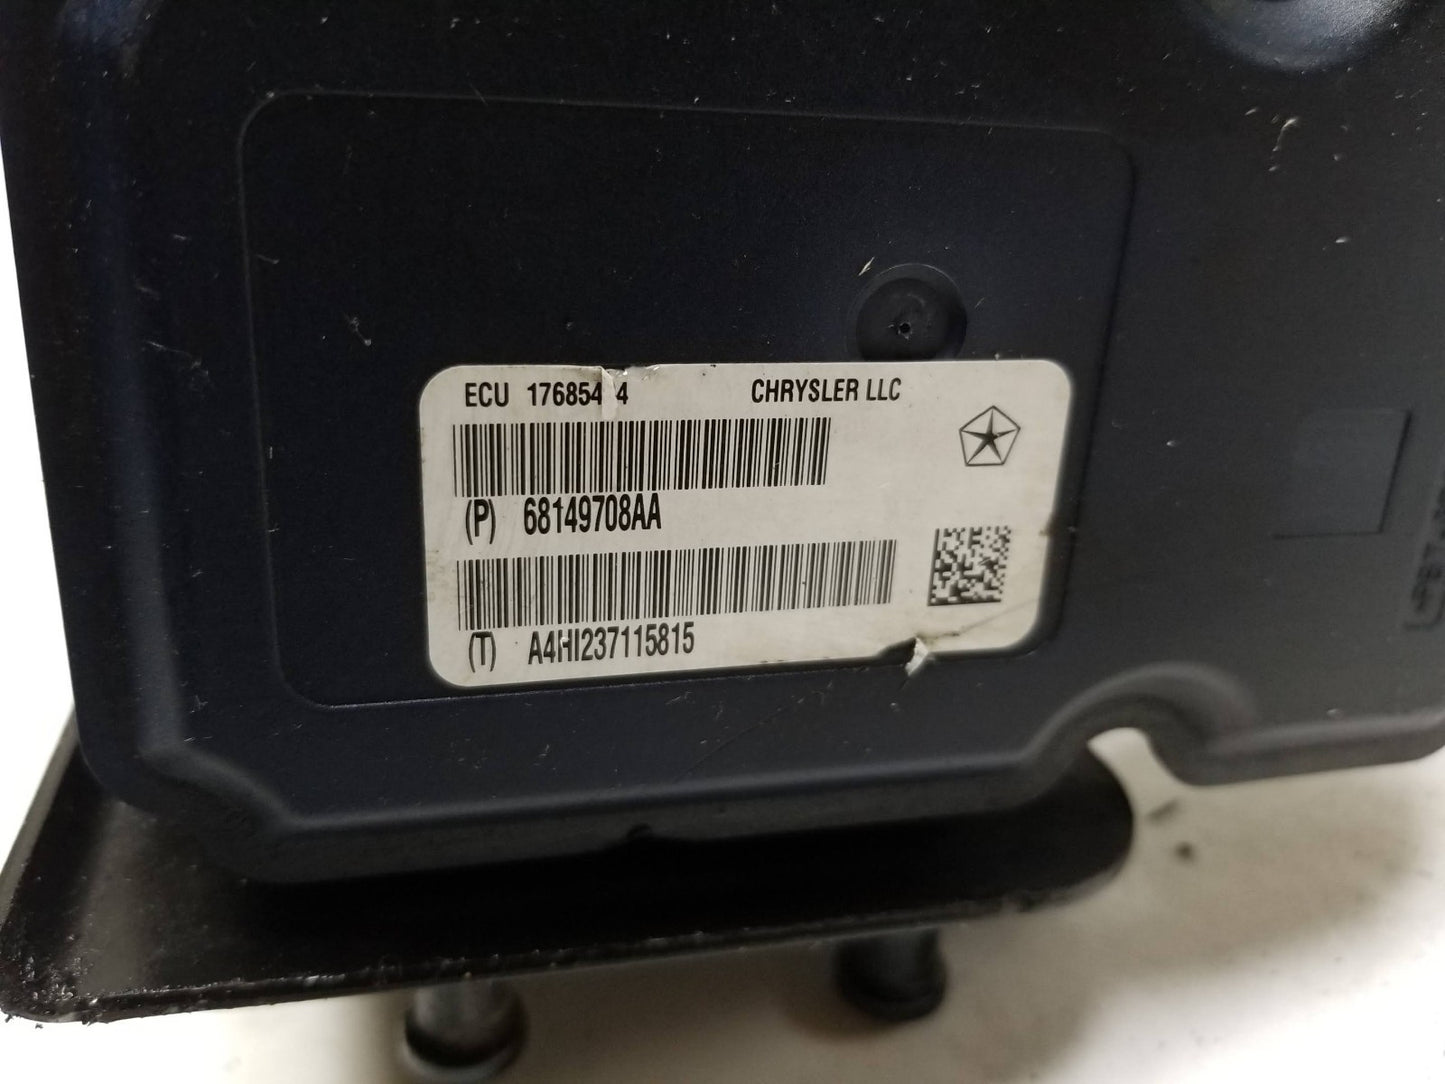 ECU 176854 4 CHRYSLER LLC
(P) 68149708AA
(T) A4HI237115815